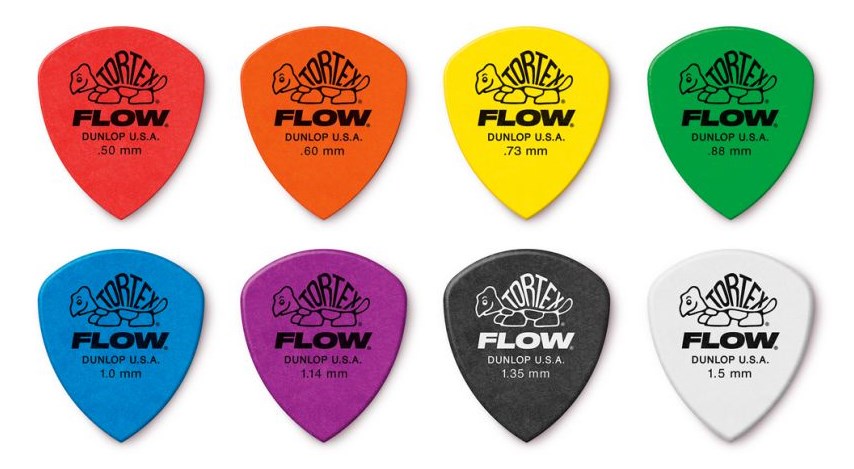 TORTEX
FLOW®
DUNLOP U.S.A.
.50 mm
TORTEX
FLOW®
DUNLOP U.S.A.
.60 mm
TORTEX
FLOW®
DUNLOP U.S.A.
.73 mm
TORTEX
FLOW®
DUNLOP U.S.A.
.88 mm
TORTEX
FLOW®
DUNLOP U.S.A.
1.0 mm
TORTEX
FLOW®
DUNLOP U.S.A.
1.14 mm
TORTEX
FLOW®
DUNLOP U.S.A.
1.35 mm
TORTEX
FLOW®
DUNLOP U.S.A.
1.5 mm